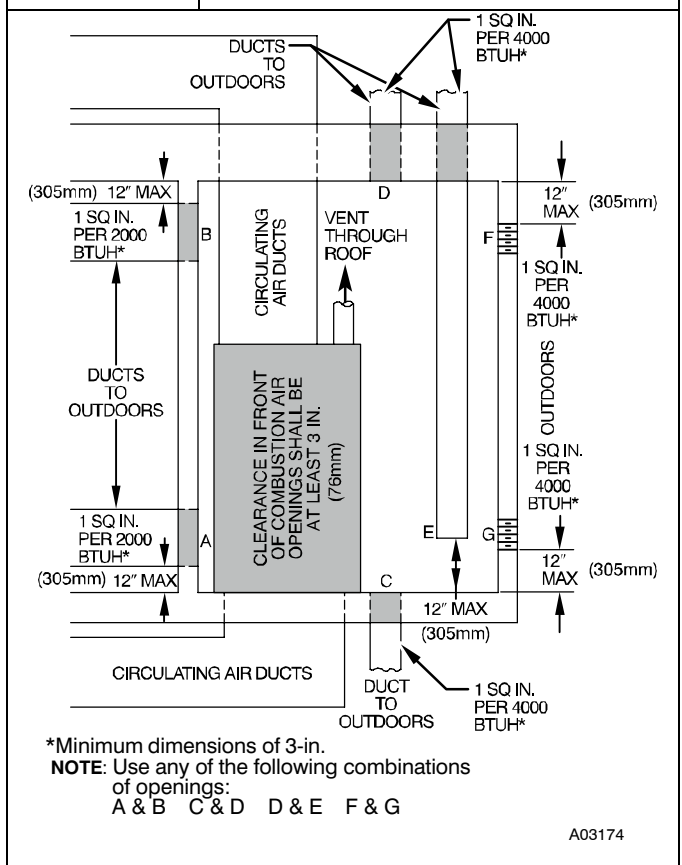 DUCTS
TO
OUTDOORS
1 SQ IN.
PER 4000
BTUH*
(305mm) 12" MAX
1 SQ IN.
PER 2000
BTUH*
B
CIRCULATING
AIR DUCTS
VENT
THROUGH
ROOF
D
F
12"
MAX
(305mm)
1 SQ IN.
PER
4000
BTUH*
DUCTS
TO
OUTDOORS
CLEARANCE IN FRONT
OF COMBUSTION AIR
OPENINGS SHALL BE
AT LEAST 3 IN.
(76mm)
OUTDOORS
1 SQ IN.
PER
4000
BTUH*
1 SQ IN.
PER 2000
BTUH*
A
E
G
(305mm) 12" MAX
C
12" MAX
(305mm)
12"
MAX
(305mm)
CIRCULATING AIR DUCTS
DUCT
TO
OUTDOORS
1 SQ IN.
PER 4000
BTUH*
*Minimum dimensions of 3-in.
NOTE: Use any of the following combinations
of openings:
A & B C & D D & E F & G
A03174